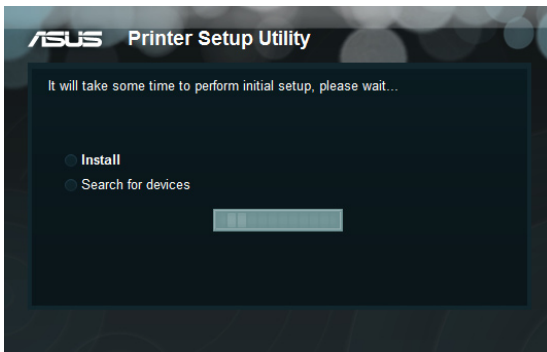 ASUS Printer Setup Utility
It will take some time to perform initial setup, please wait...
Install
Search for devices